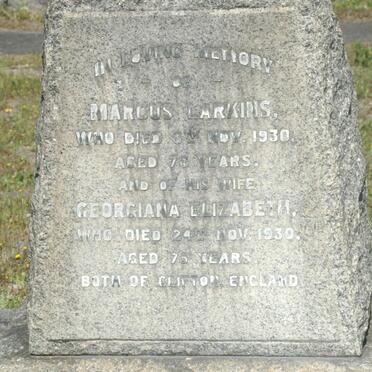 IN LOVING MEMORY
OF
MARCUS LARKINS,
WHO DIED NOV. 1930.
AGED YEARS.
AND OF HIS WIFE
GEORGIANA ELIZABETH,
WHO DIED 24TH NOV. 1930.
AGED 75 YEARS.
BOTH OF CLIFTON ENGLAND.